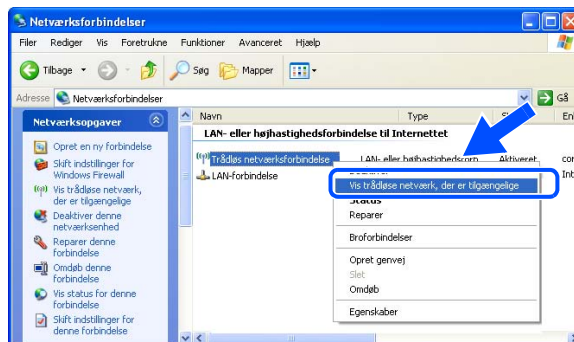 Netværksforbindelser
Filer Rediger Vis Foretrukne Funktioner Avanceret Hjælp
Tilbage Søg Mapper
Adresse Netværksforbindelser Gå
Netværksopgaver
Opret en ny forbindelse
Skift indstillinger for
Windows Firewall
Vis trådløse netværk,
der er tilgængelige
Deaktiver denne
netværksenhed
Reparer denne
forbindelse
Omdøb denne
forbindelse
Vis status for denne
forbindelse
Skift indstillinger for
denne forbindelse
Navn Type
LAN- eller højhastighedsforbindelse til Internettet
Trådløs netværksforbindelse LAN- eller højhastighedsforb Aktiveret
LAN-forbindelse
Vis trådløse netværk, der er tilgængelige
Status
Reparer
Broforbindelser
Opret genvej
Slet
Omdøb
Egenskaber